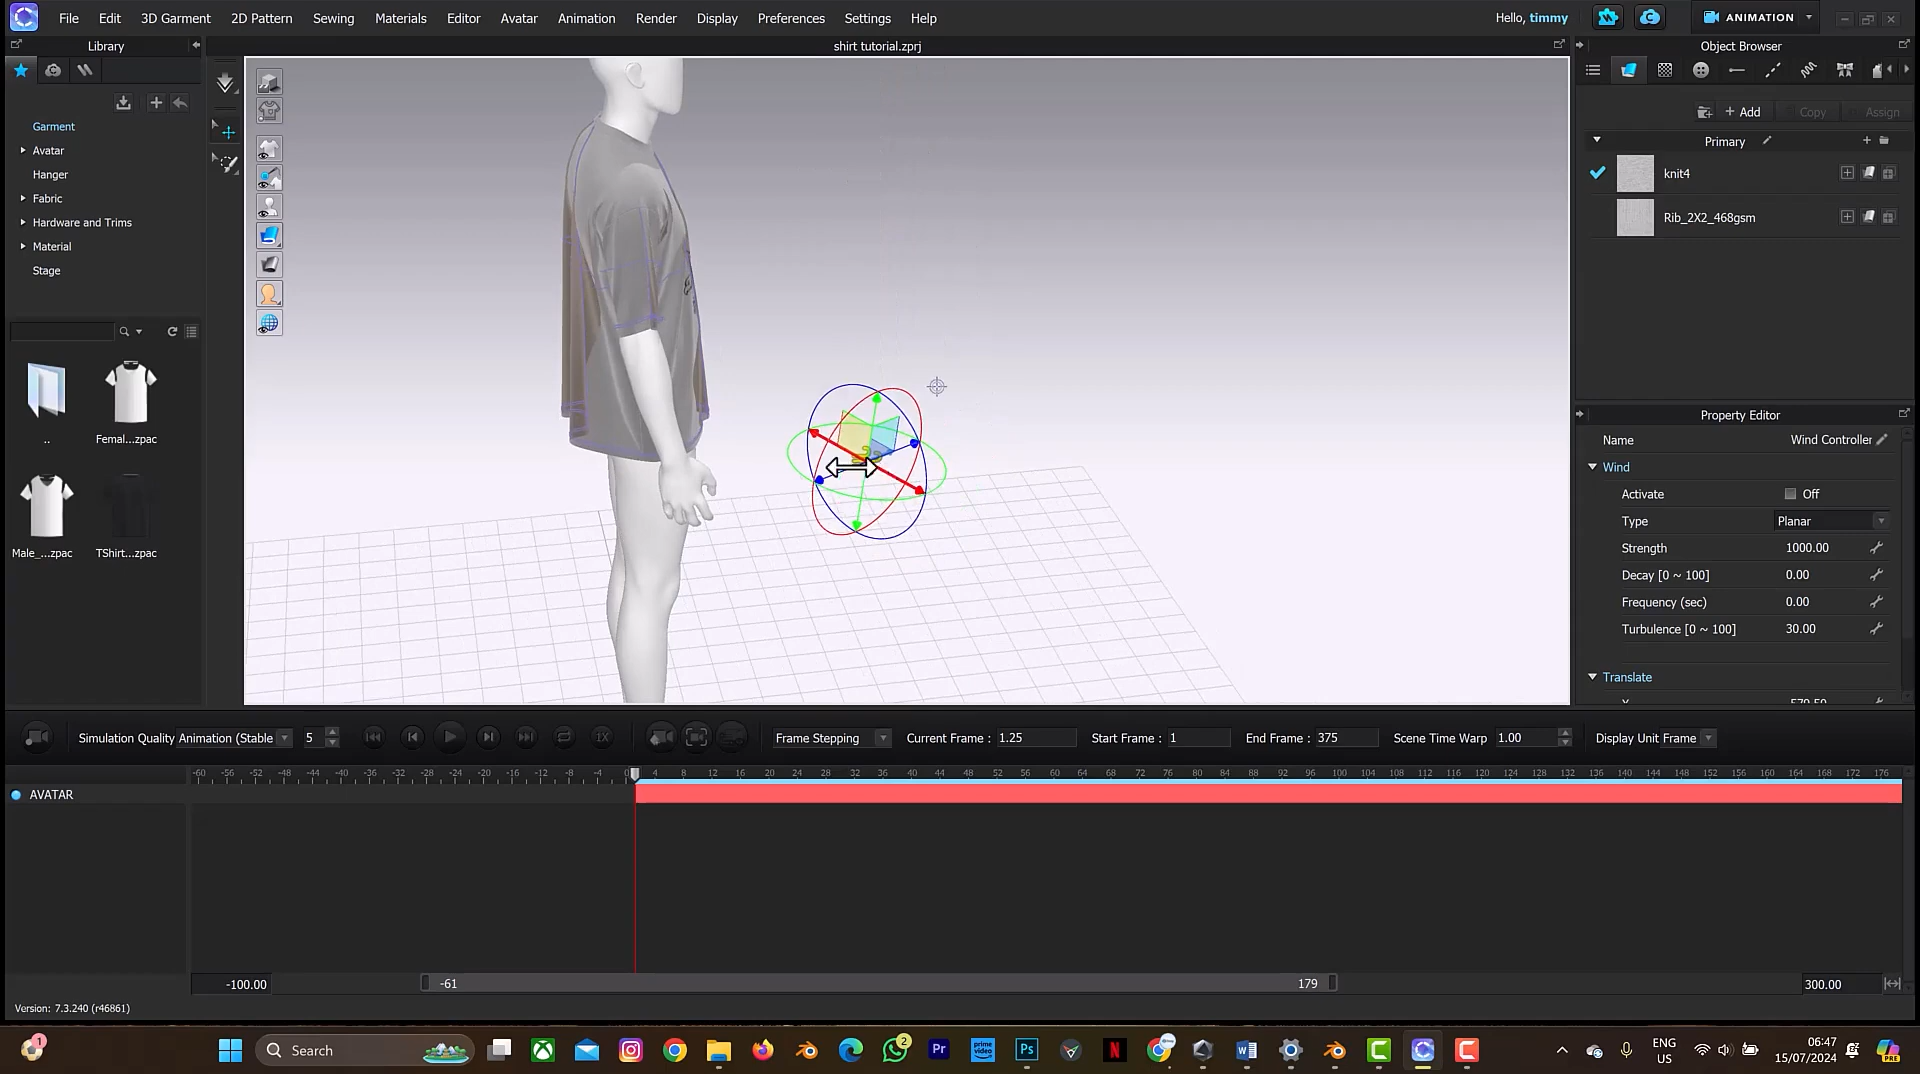 File Edit 3D Garment 2D Pattern Sewing Materials Editor Avatar Animation Render Display Preferences Settings Help Hello, timmy ANIMATION
Library shirt tutorial.zprj Object Browser
Garment
Avatar
Hanger
Fabric
Hardware and Trims
Material
Stage
..
Femal...zpac
Male_...zpac
TShirt...zpac
Add Copy Assign
Primary
knit4
Rib_2X2_468gsm
Property Editor
Name Wind Controller
Wind
Activate Off
Type Planar
Strength 1000.00
Decay [0 ~ 100] 0.00
Frequency (sec) 0.00
Turbulence [0 ~ 100] 30.00
Translate
Simulation Quality Animation (Stable 5 1X Frame Stepping Current Frame : 1.25 Start Frame : 1 End Frame : 375 Scene Time Warp 1.00 Display Unit Frame
-60 -56 -52 -48 -44 -40 -36 -32 -28 -24 -20 -16 -12 -8 -4 0 4 8 12 16 20 24 28 32 36 40 44 48 52 56 60 64 68 72 76 80 84 88 92 96 100 104 108 112 116 120 124 128 132 136 140 144 148 152 156 160 164 168 172 176
AVATAR
-100.00 -61 179 300.00
Version: 7.3.240 (r46861)
1 Search 2 Pr prime video Ps N W ENG US 06:47 15/07/2024 PRE